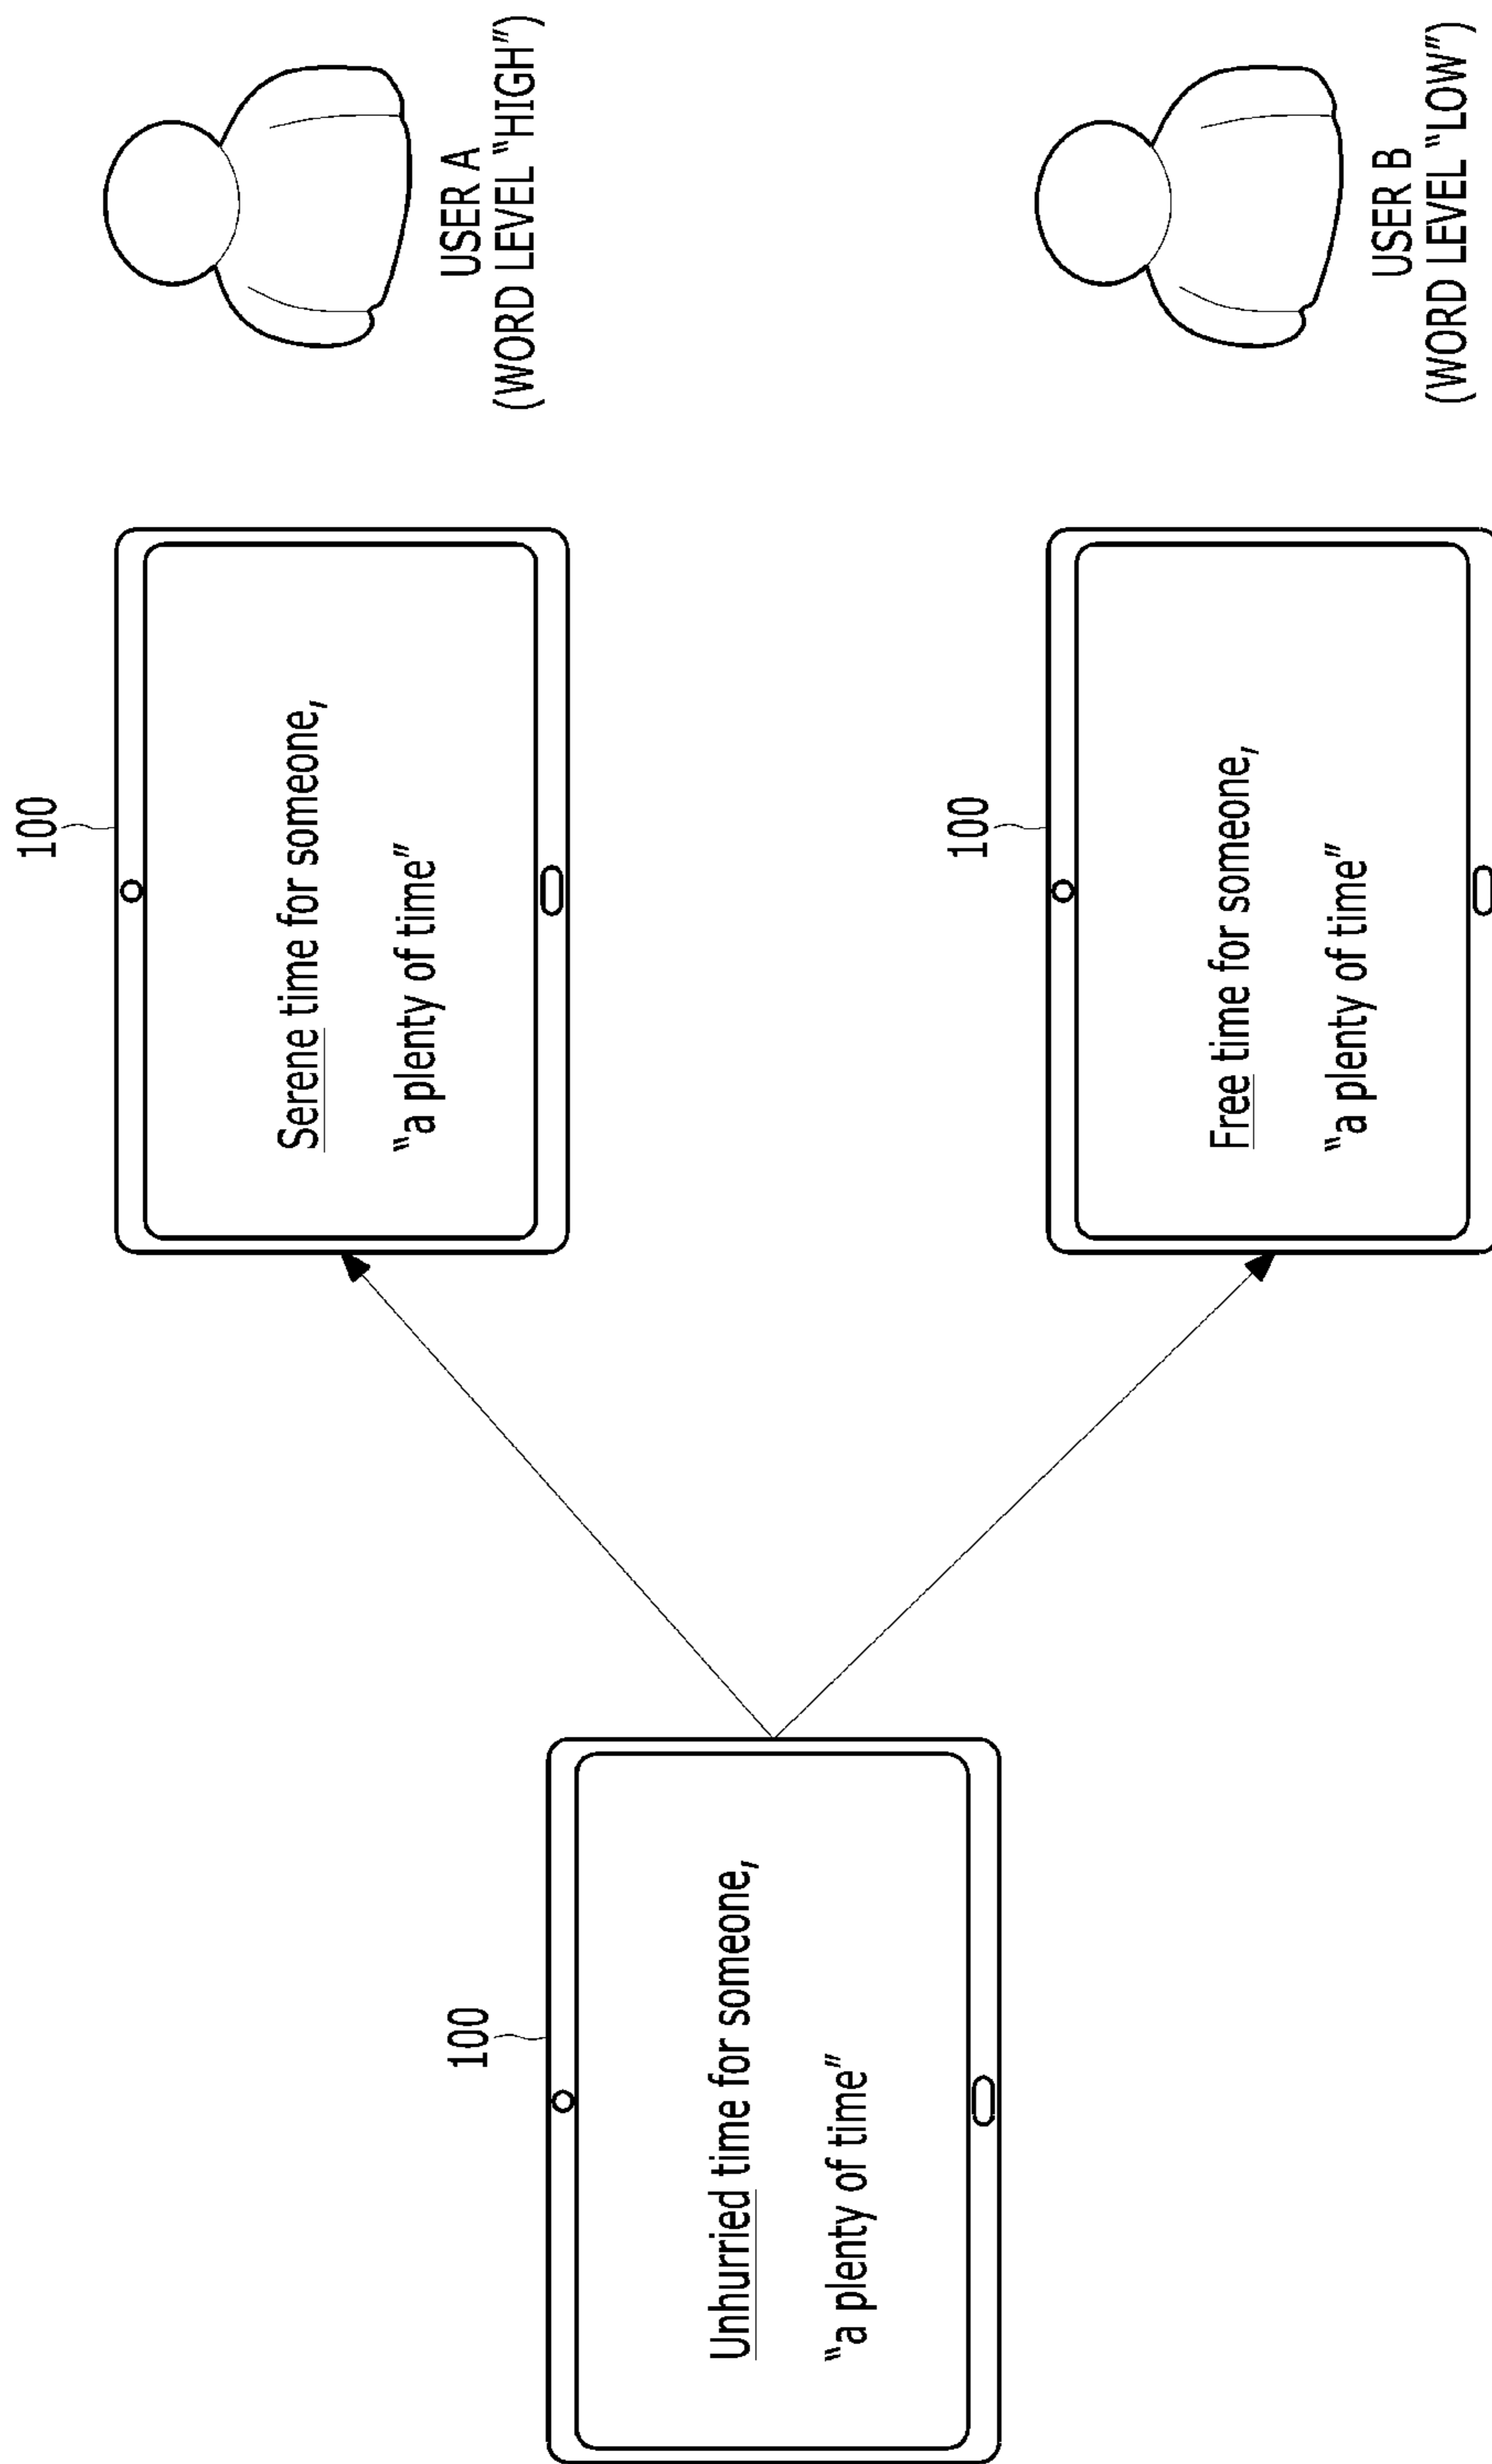 100
Unhurried time for someone,
“a plenty of time”
100
Serene time for someone,
“a plenty of time”
USER A
(WORD LEVEL “HIGH”)
100
Free time for someone,
“a plenty of time”
USER B
(WORD LEVEL “LOW”)